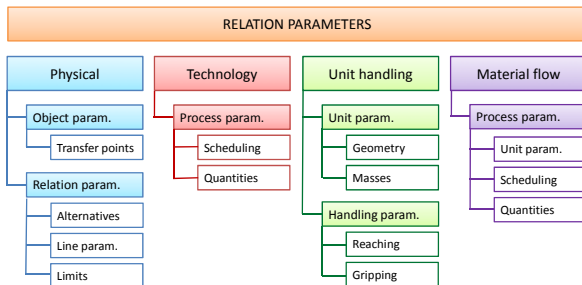 RELATION PARAMETERS
Physical
Object param.
Transfer points
Relation param.
Alternatives
Line param.
Limits
Technology
Process param.
Scheduling
Quantities
Unit handling
Unit param.
Geometry
Masses
Handling param.
Reaching
Gripping
Material flow
Process param.
Unit param.
Scheduling
Quantities